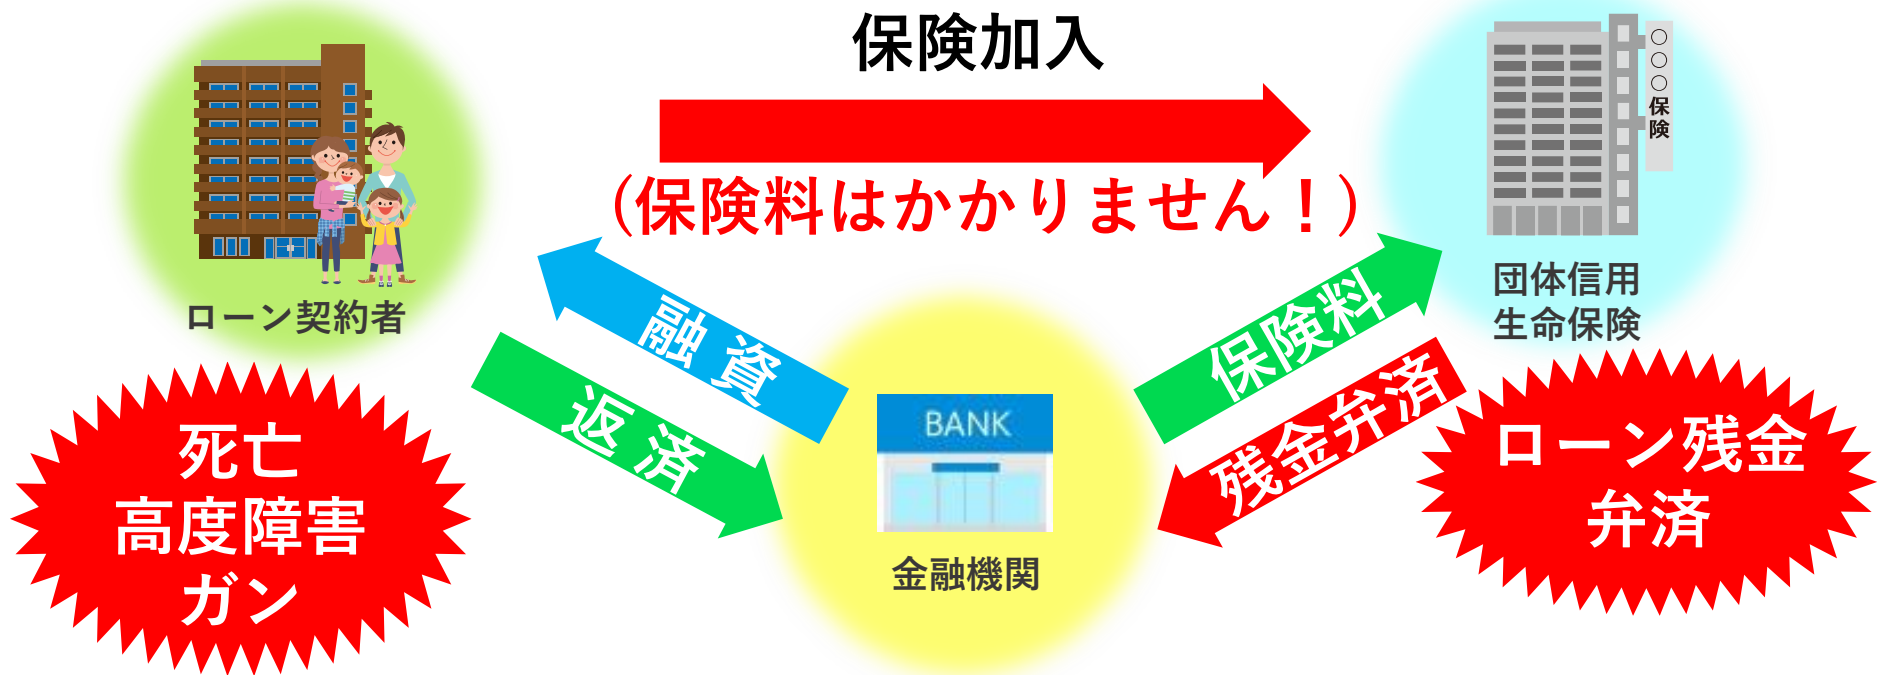 保険加入
(保険料はかかりません！)
○○○保険
ローン契約者
団体信用
生命保険
融資
返済
保険料
残金弁済
BANK
金融機関
死亡
高度障害
ガン
ローン残金
弁済